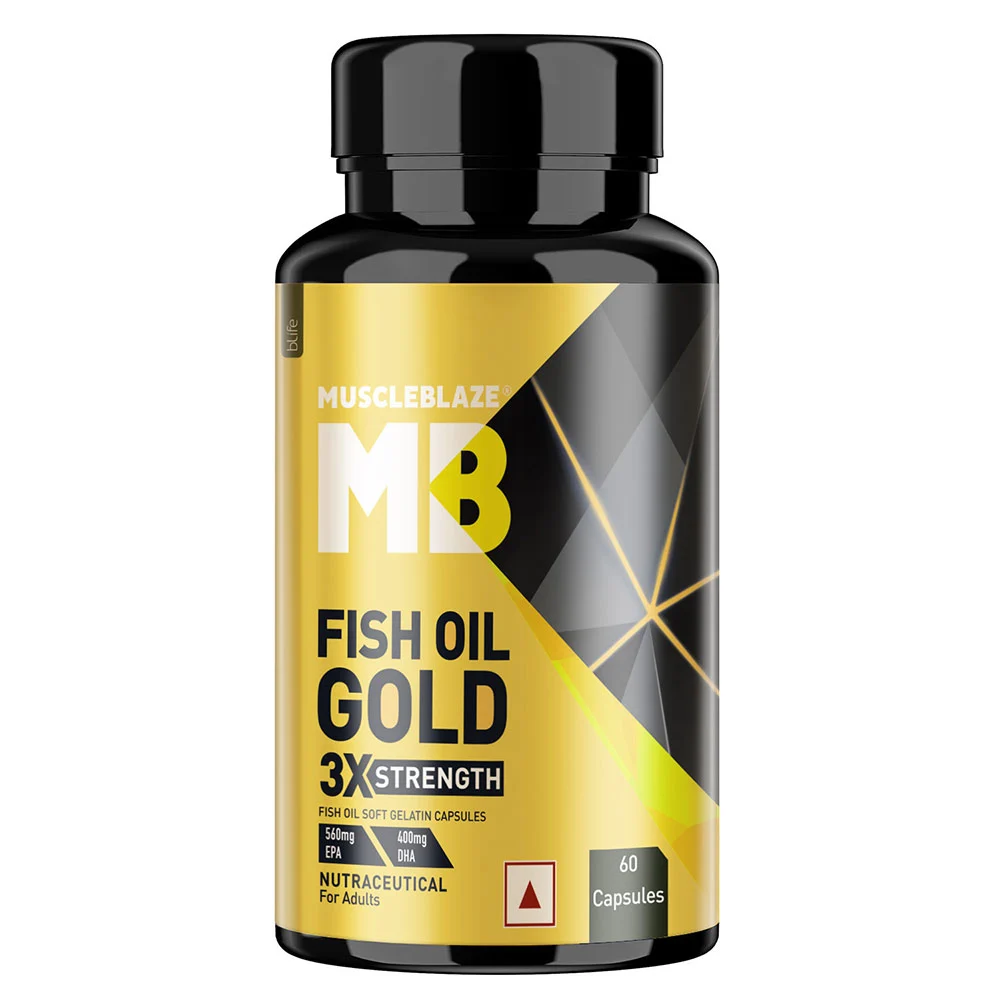 bLife
MUSCLEBLAZE®
MB
FISH OIL
GOLD
3X STRENGTH
FISH OIL SOFT GELATIN CAPSULES
560mg 400mg
EPA DHA
NUTRACEUTICAL
For Adults
60
Capsules